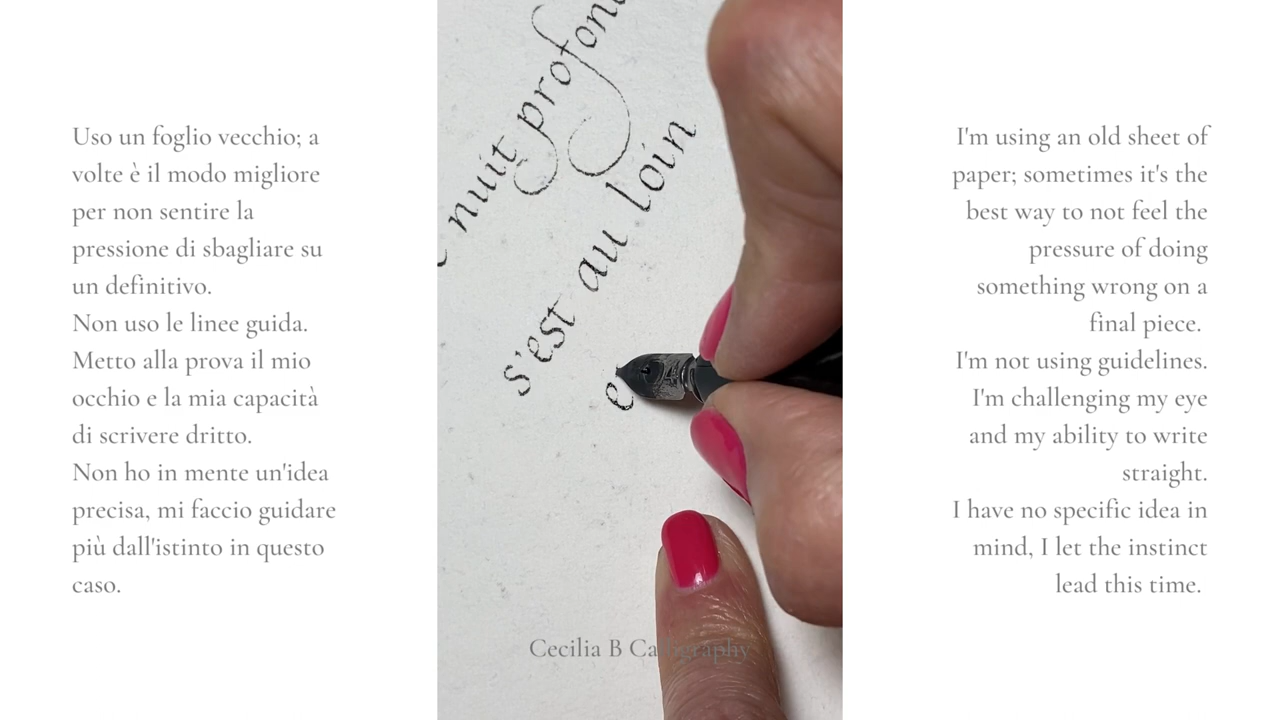 Uso un foglio vecchio; a
volte è il modo migliore
per non sentire la
pressione di sbagliare su
un definitivo.
Non uso le linee guida.
Metto alla prova il mio
occhio e la mia capacità
di scrivere dritto.
Non ho in mente un'idea
precisa, mi faccio guidare
più dall'istinto in questo
caso.
nuit
s'est au loin
e
Cecilia B Calligraphy
I'm using an old sheet of
paper; sometimes it's the
best way to not feel the
pressure of doing
something wrong on a
final piece.
I'm not using guidelines.
I'm challenging my eye
and my ability to write
straight.
I have no specific idea in
mind, I let the instinct
lead this time.